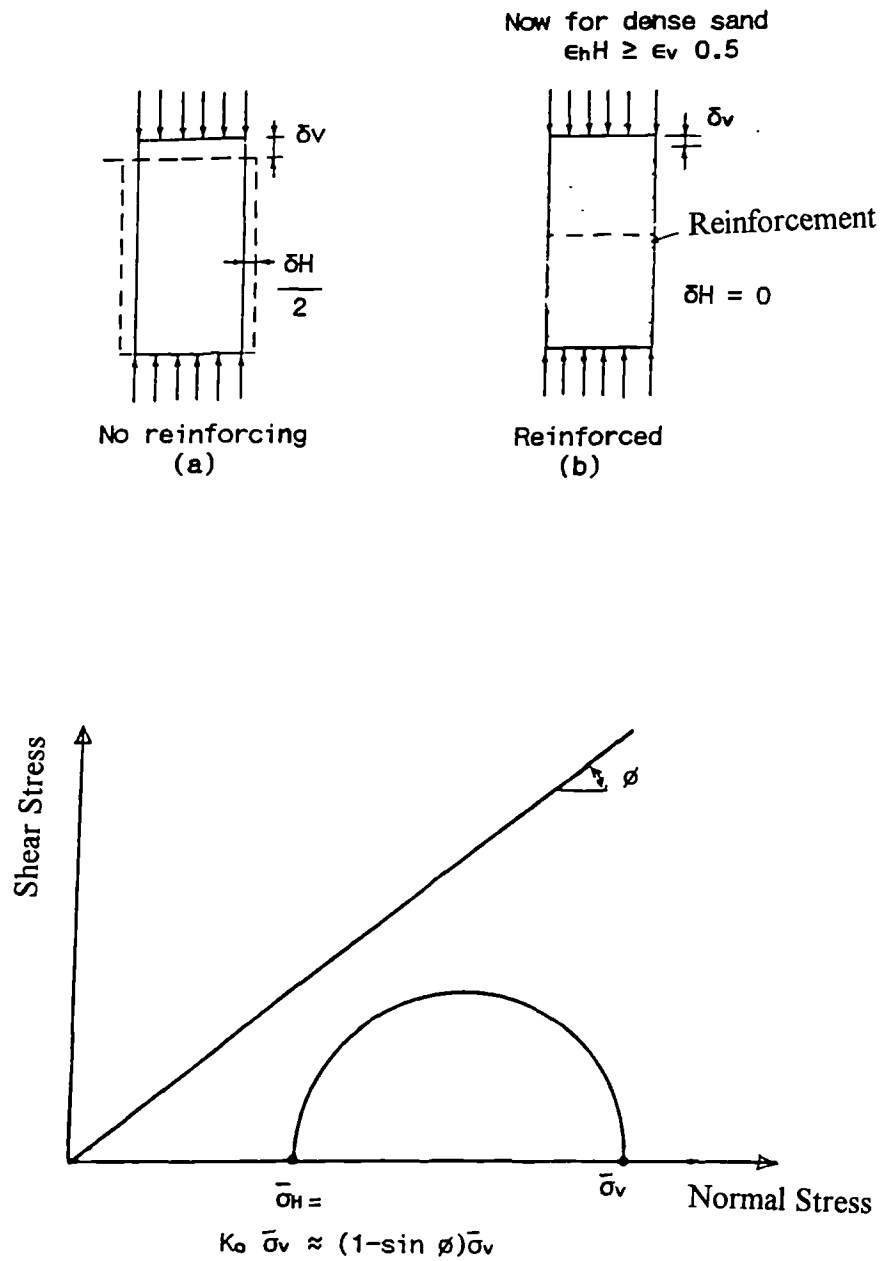 Now for dense sand
ϵhH ≥ ϵv 0.5
δv
δH
2
No reinforcing
(a)
δv
Reinforcement
δH = 0
Reinforced
(b)
Shear Stress
ø
σ̄H =
σ̄v
Normal Stress
Ko σ̄v ≈ (1-sin ø)σ̄v